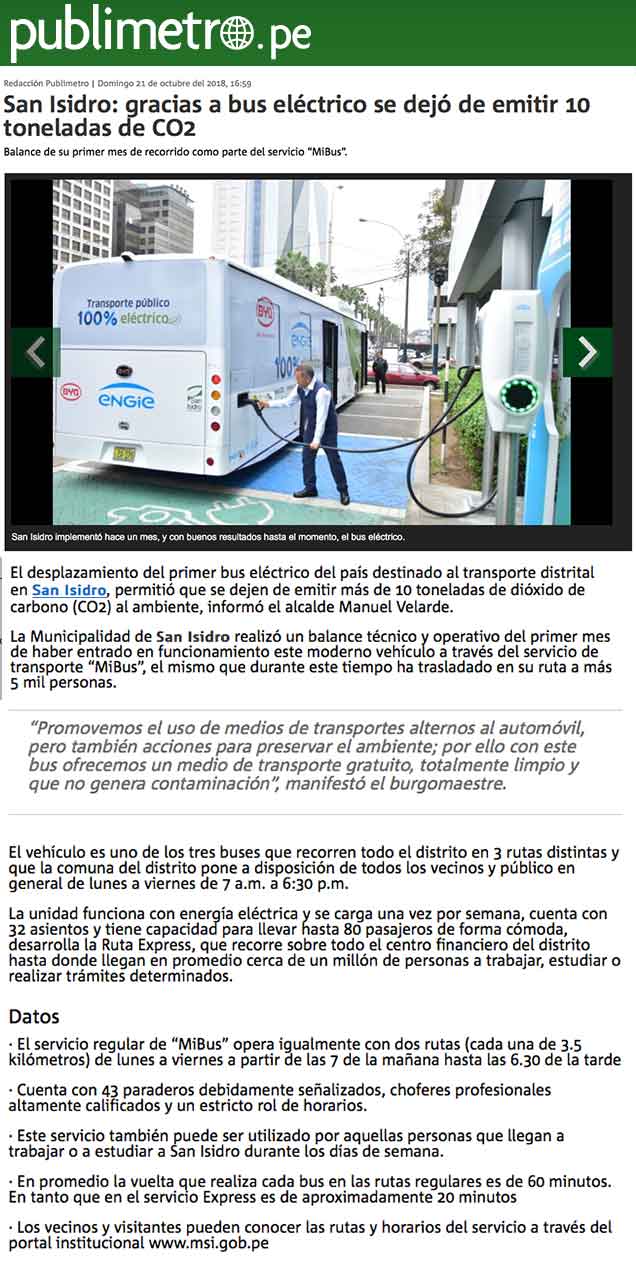 publimetro.pe
Redacción Publimetro | Domingo 21 de octubre del 2018, 16:59
San Isidro: gracias a bus eléctrico se dejó de emitir 10
toneladas de CO2
Balance de su primer mes de recorrido como parte del servicio “MiBus”.
Transporte público
100% eléctrico
BYD
ENGIE
100%
BYD
BYD
ENGIE
San Isidro implementó hace un mes, y con buenos resultados hasta el momento, el bus eléctrico.
El desplazamiento del primer bus eléctrico del país destinado al transporte distrital
en San Isidro, permitió que se dejen de emitir más de 10 toneladas de dióxido de
carbono (CO2) al ambiente, informó el alcalde Manuel Velarde.
La Municipalidad de San Isidro realizó un balance técnico y operativo del primer mes
de haber entrado en funcionamiento este moderno vehículo a través del servicio de
transporte “MiBus”, el mismo que durante este tiempo ha trasladado en su ruta a más
5 mil personas.
“Promovemos el uso de medios de transportes alternos al automóvil,
pero también acciones para preservar el ambiente; por ello con este
bus ofrecemos un medio de transporte gratuito, totalmente limpio y
que no genera contaminación”, manifestó el burgomaestre.
El vehículo es uno de los tres buses que recorren todo el distrito en 3 rutas distintas y
que la comuna del distrito pone a disposición de todos los vecinos y público en
general de lunes a viernes de 7 a.m. a 6:30 p.m.
La unidad funciona con energía eléctrica y se carga una vez por semana, cuenta con
32 asientos y tiene capacidad para llevar hasta 80 pasajeros de forma cómoda,
desarrolla la Ruta Express, que recorre sobre todo el centro financiero del distrito
hasta donde llegan en promedio cerca de un millón de personas a trabajar, estudiar o
realizar trámites determinados.
Datos
· El servicio regular de “MiBus” opera igualmente con dos rutas (cada una de 3.5
kilómetros) de lunes a viernes a partir de las 7 de la mañana hasta las 6.30 de la tarde
· Cuenta con 43 paraderos debidamente señalizados, choferes profesionales
altamente calificados y un estricto rol de horarios.
· Este servicio también puede ser utilizado por aquellas personas que llegan a
trabajar o a estudiar a San Isidro durante los días de semana.
· En promedio la vuelta que realiza cada bus en las rutas regulares es de 60 minutos.
En tanto que en el servicio Express es de aproximadamente 20 minutos
· Los vecinos y visitantes pueden conocer las rutas y horarios del servicio a través del
portal institucional www.msi.gob.pe